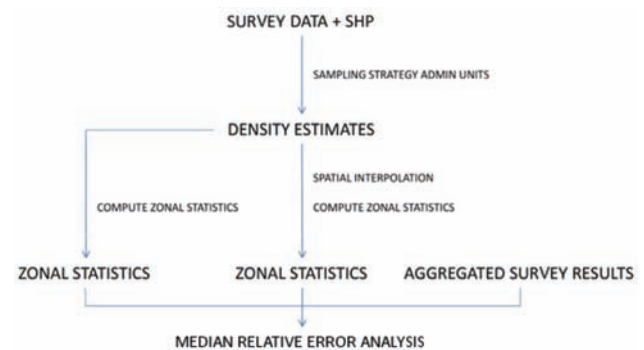 SURVEY DATA + SHP
SAMPLING STRATEGY ADMIN UNITS
DENSITY ESTIMATES
SPATIAL INTERPOLATION
COMPUTE ZONAL STATISTICS
COMPUTE ZONAL STATISTICS
ZONAL STATISTICS
ZONAL STATISTICS
AGGREGATED SURVEY RESULTS
MEDIAN RELATIVE ERROR ANALYSIS